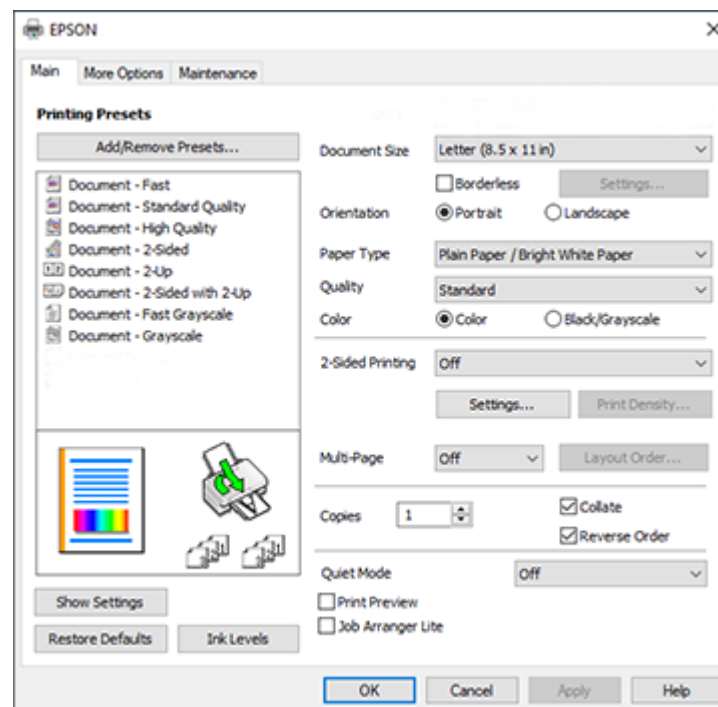 EPSON
Main More Options Maintenance
Printing Presets
Add/Remove Presets...
Document - Fast
Document - Standard Quality
Document - High Quality
Document - 2-Sided
Document - 2-Up
Document - 2-Sided with 2-Up
Document - Fast Grayscale
Document - Grayscale
Show Settings
Restore Defaults Ink Levels
Document Size Letter (8.5 x 11 in)
Borderless Settings...
Orientation Portrait Landscape
Paper Type Plain Paper / Bright White Paper
Quality Standard
Color Color Black/Grayscale
2-Sided Printing Off
Settings... Print Density...
Multi-Page Off Layout Order...
Copies 1 Collate
Reverse Order
Quiet Mode Off
Print Preview
Job Arranger Lite
OK Cancel Apply Help